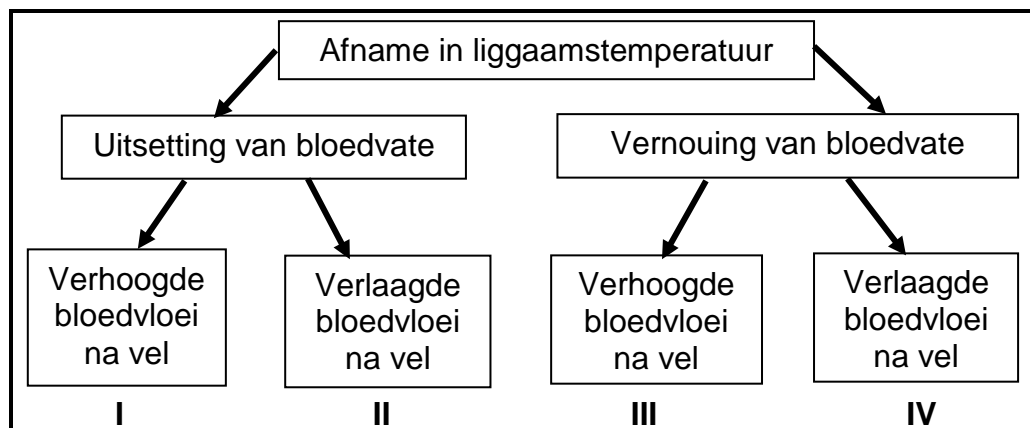 Afname in liggaamstemperatuur
Uitsetting van bloedvate
Vernouing van bloedvate
Verhoogde
bloedvloei
na vel
Verlaagde
bloedvloei
na vel
Verhoogde
bloedvloei
na vel
Verlaagde
bloedvloei
na vel
I
II
III
IV